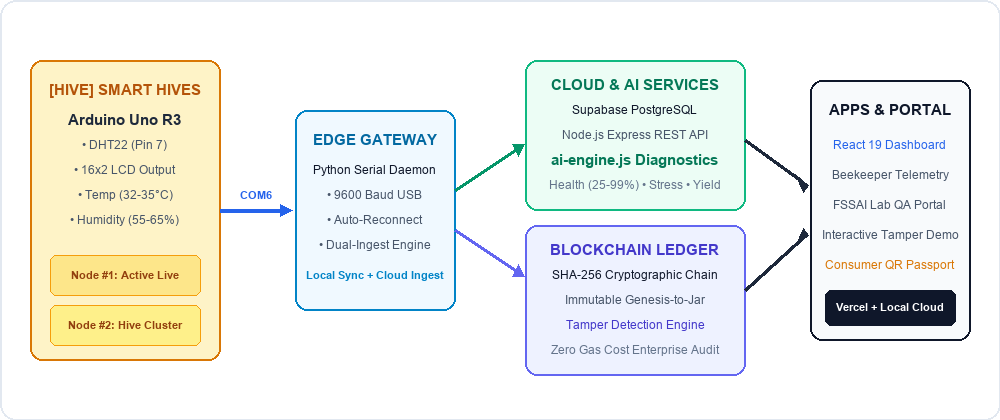 [HIVE] SMART HIVES
Arduino Uno R3
• DHT22 (Pin 7)
• 16x2 LCD Output
• Temp (32-35°C)
• Humidity (55-65%)
Node #1: Active Live
Node #2: Hive Cluster
COM6
EDGE GATEWAY
Python Serial Daemon
• 9600 Baud USB
• Auto-Reconnect
• Dual-Ingest Engine
Local Sync + Cloud Ingest
CLOUD & AI SERVICES
Supabase PostgreSQL
Node.js Express REST API
ai-engine.js Diagnostics
Health (25-99%) • Stress • Yield
BLOCKCHAIN LEDGER
SHA-256 Cryptographic Chain
Immutable Genesis-to-Jar
Tamper Detection Engine
Zero Gas Cost Enterprise Audit
APPS & PORTAL
React 19 Dashboard
Beekeeper Telemetry
FSSAI Lab QA Portal
Interactive Tamper Demo
Consumer QR Passport
Vercel + Local Cloud